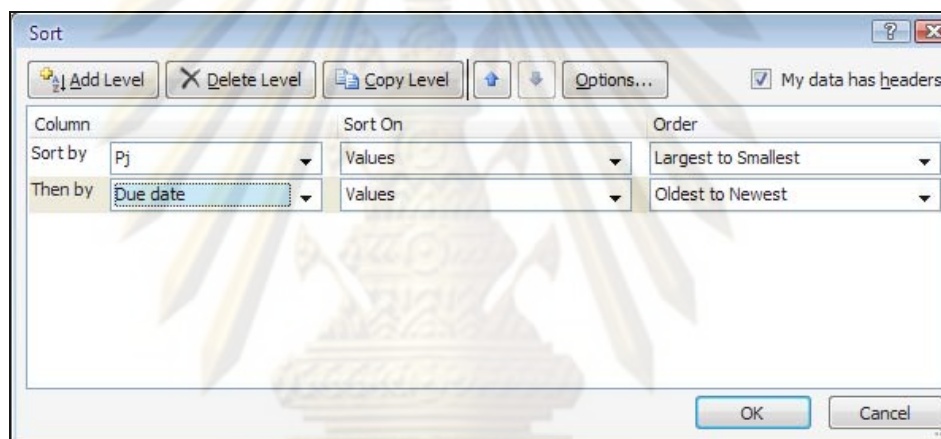 Sort
Add Level Delete Level Copy Level Options... My data has headers
Column Sort On Order
Sort by Pj Values Largest to Smallest
Then by Due date Values Oldest to Newest
OK Cancel